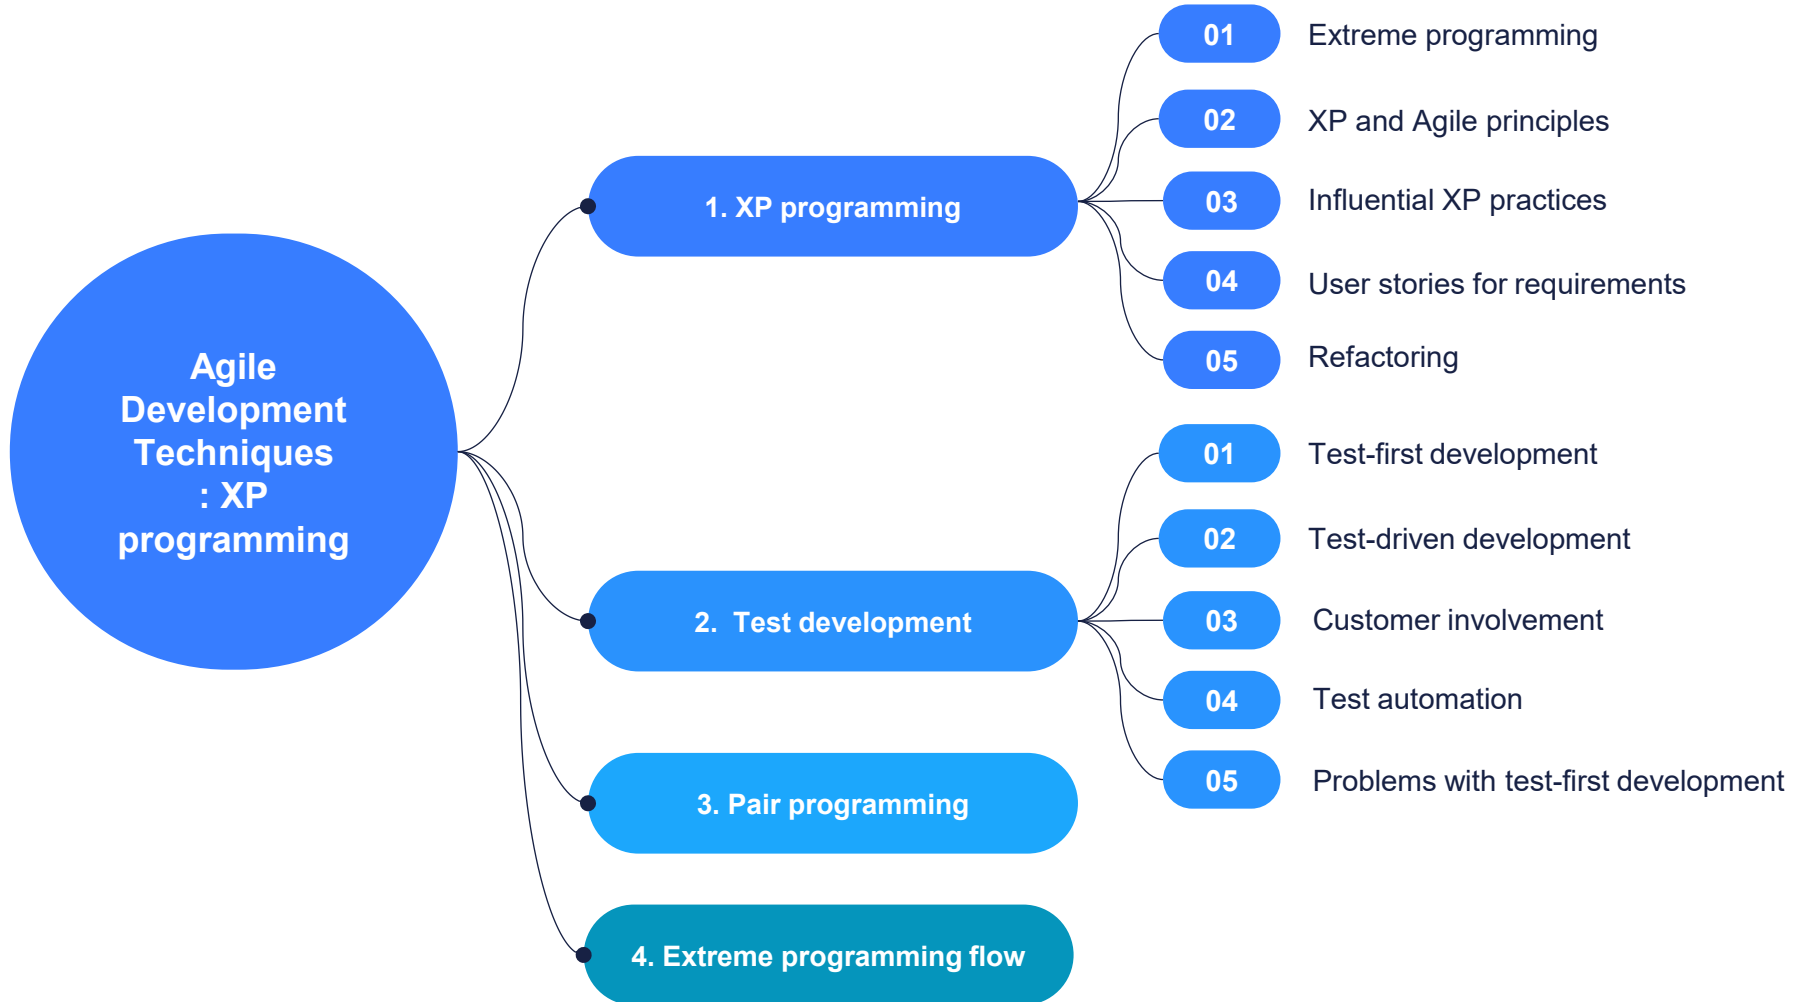 Agile
Development
Techniques
: XP
programming
1. XP programming
01 Extreme programming
02 XP and Agile principles
03 Influential XP practices
04 User stories for requirements
05 Refactoring
2. Test development
01 Test-first development
02 Test-driven development
03 Customer involvement
04 Test automation
05 Problems with test-first development
3. Pair programming
4. Extreme programming flow